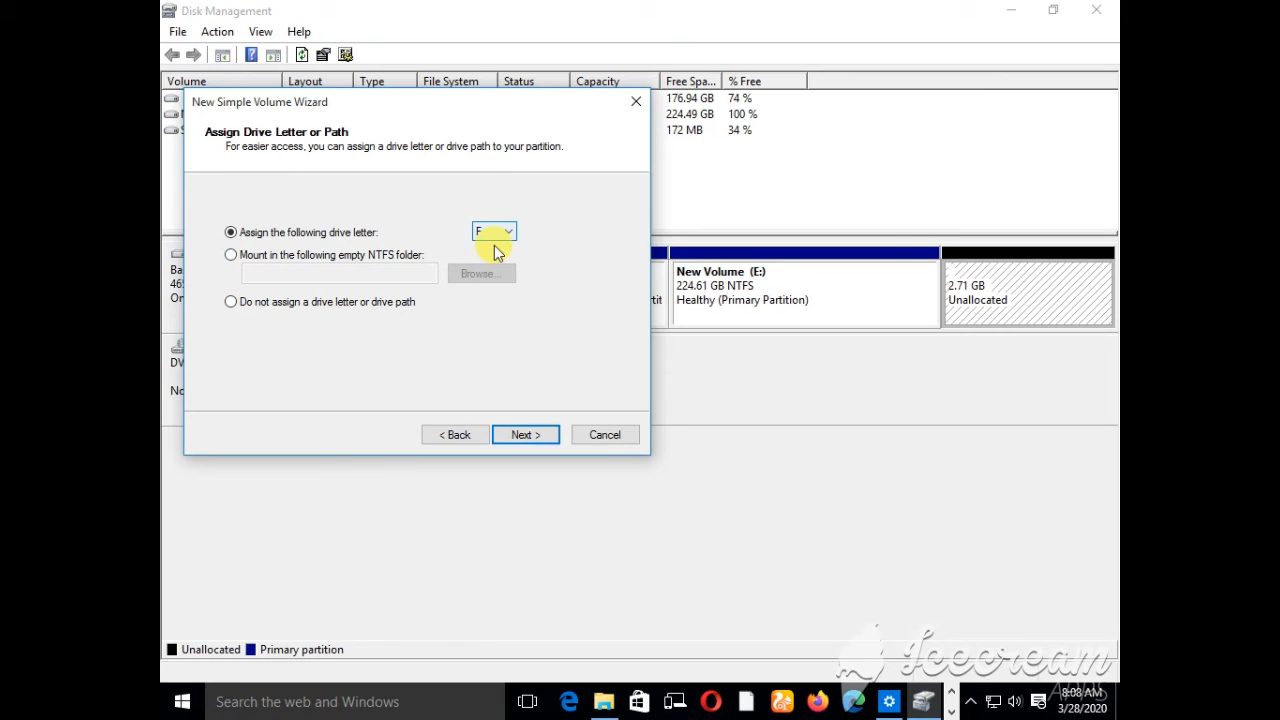 Disk Management
File Action View Help
Volume Layout Type File System Status Capacity Free Spa... % Free
176.94 GB 74 %
224.49 GB 100 %
172 MB 34 %
New Simple Volume Wizard
Assign Drive Letter or Path
For easier access, you can assign a drive letter or drive path to your partition.
Assign the following drive letter:
Mount in the following empty NTFS folder:
Browse...
Do not assign a drive letter or drive path
< Back Next > Cancel
New Volume (E:)
224.61 GB NTFS
Healthy (Primary Partition)
2.71 GB
Unallocated
Unallocated Primary partition
Icecream
Apps
Search the web and Windows
8:08 AM
3/28/2020